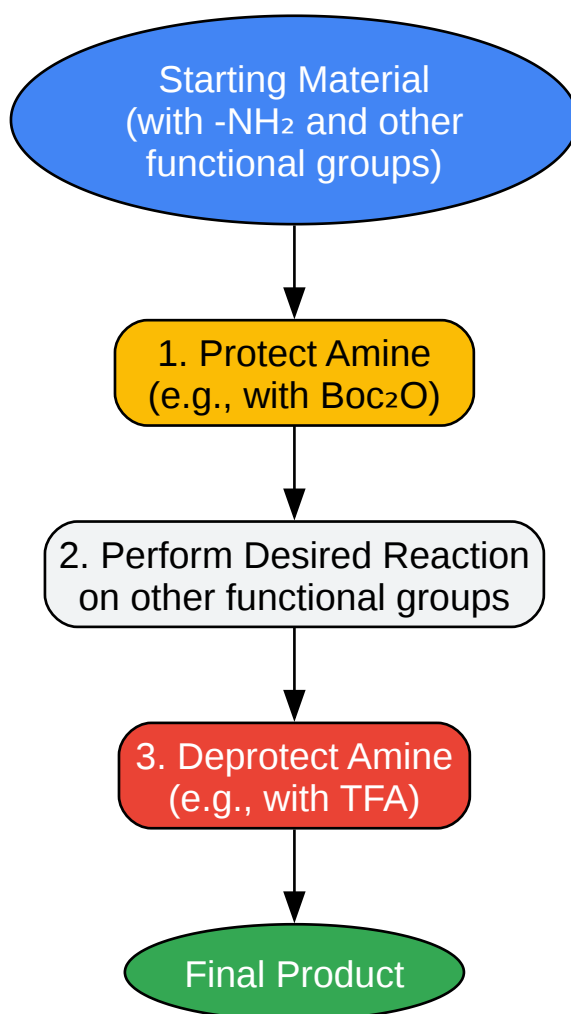 Starting Material
(with -NH₂ and other
functional groups)
1. Protect Amine
(e.g., with Boc₂O)
2. Perform Desired Reaction
on other functional groups
3. Deprotect Amine
(e.g., with TFA)
Final Product